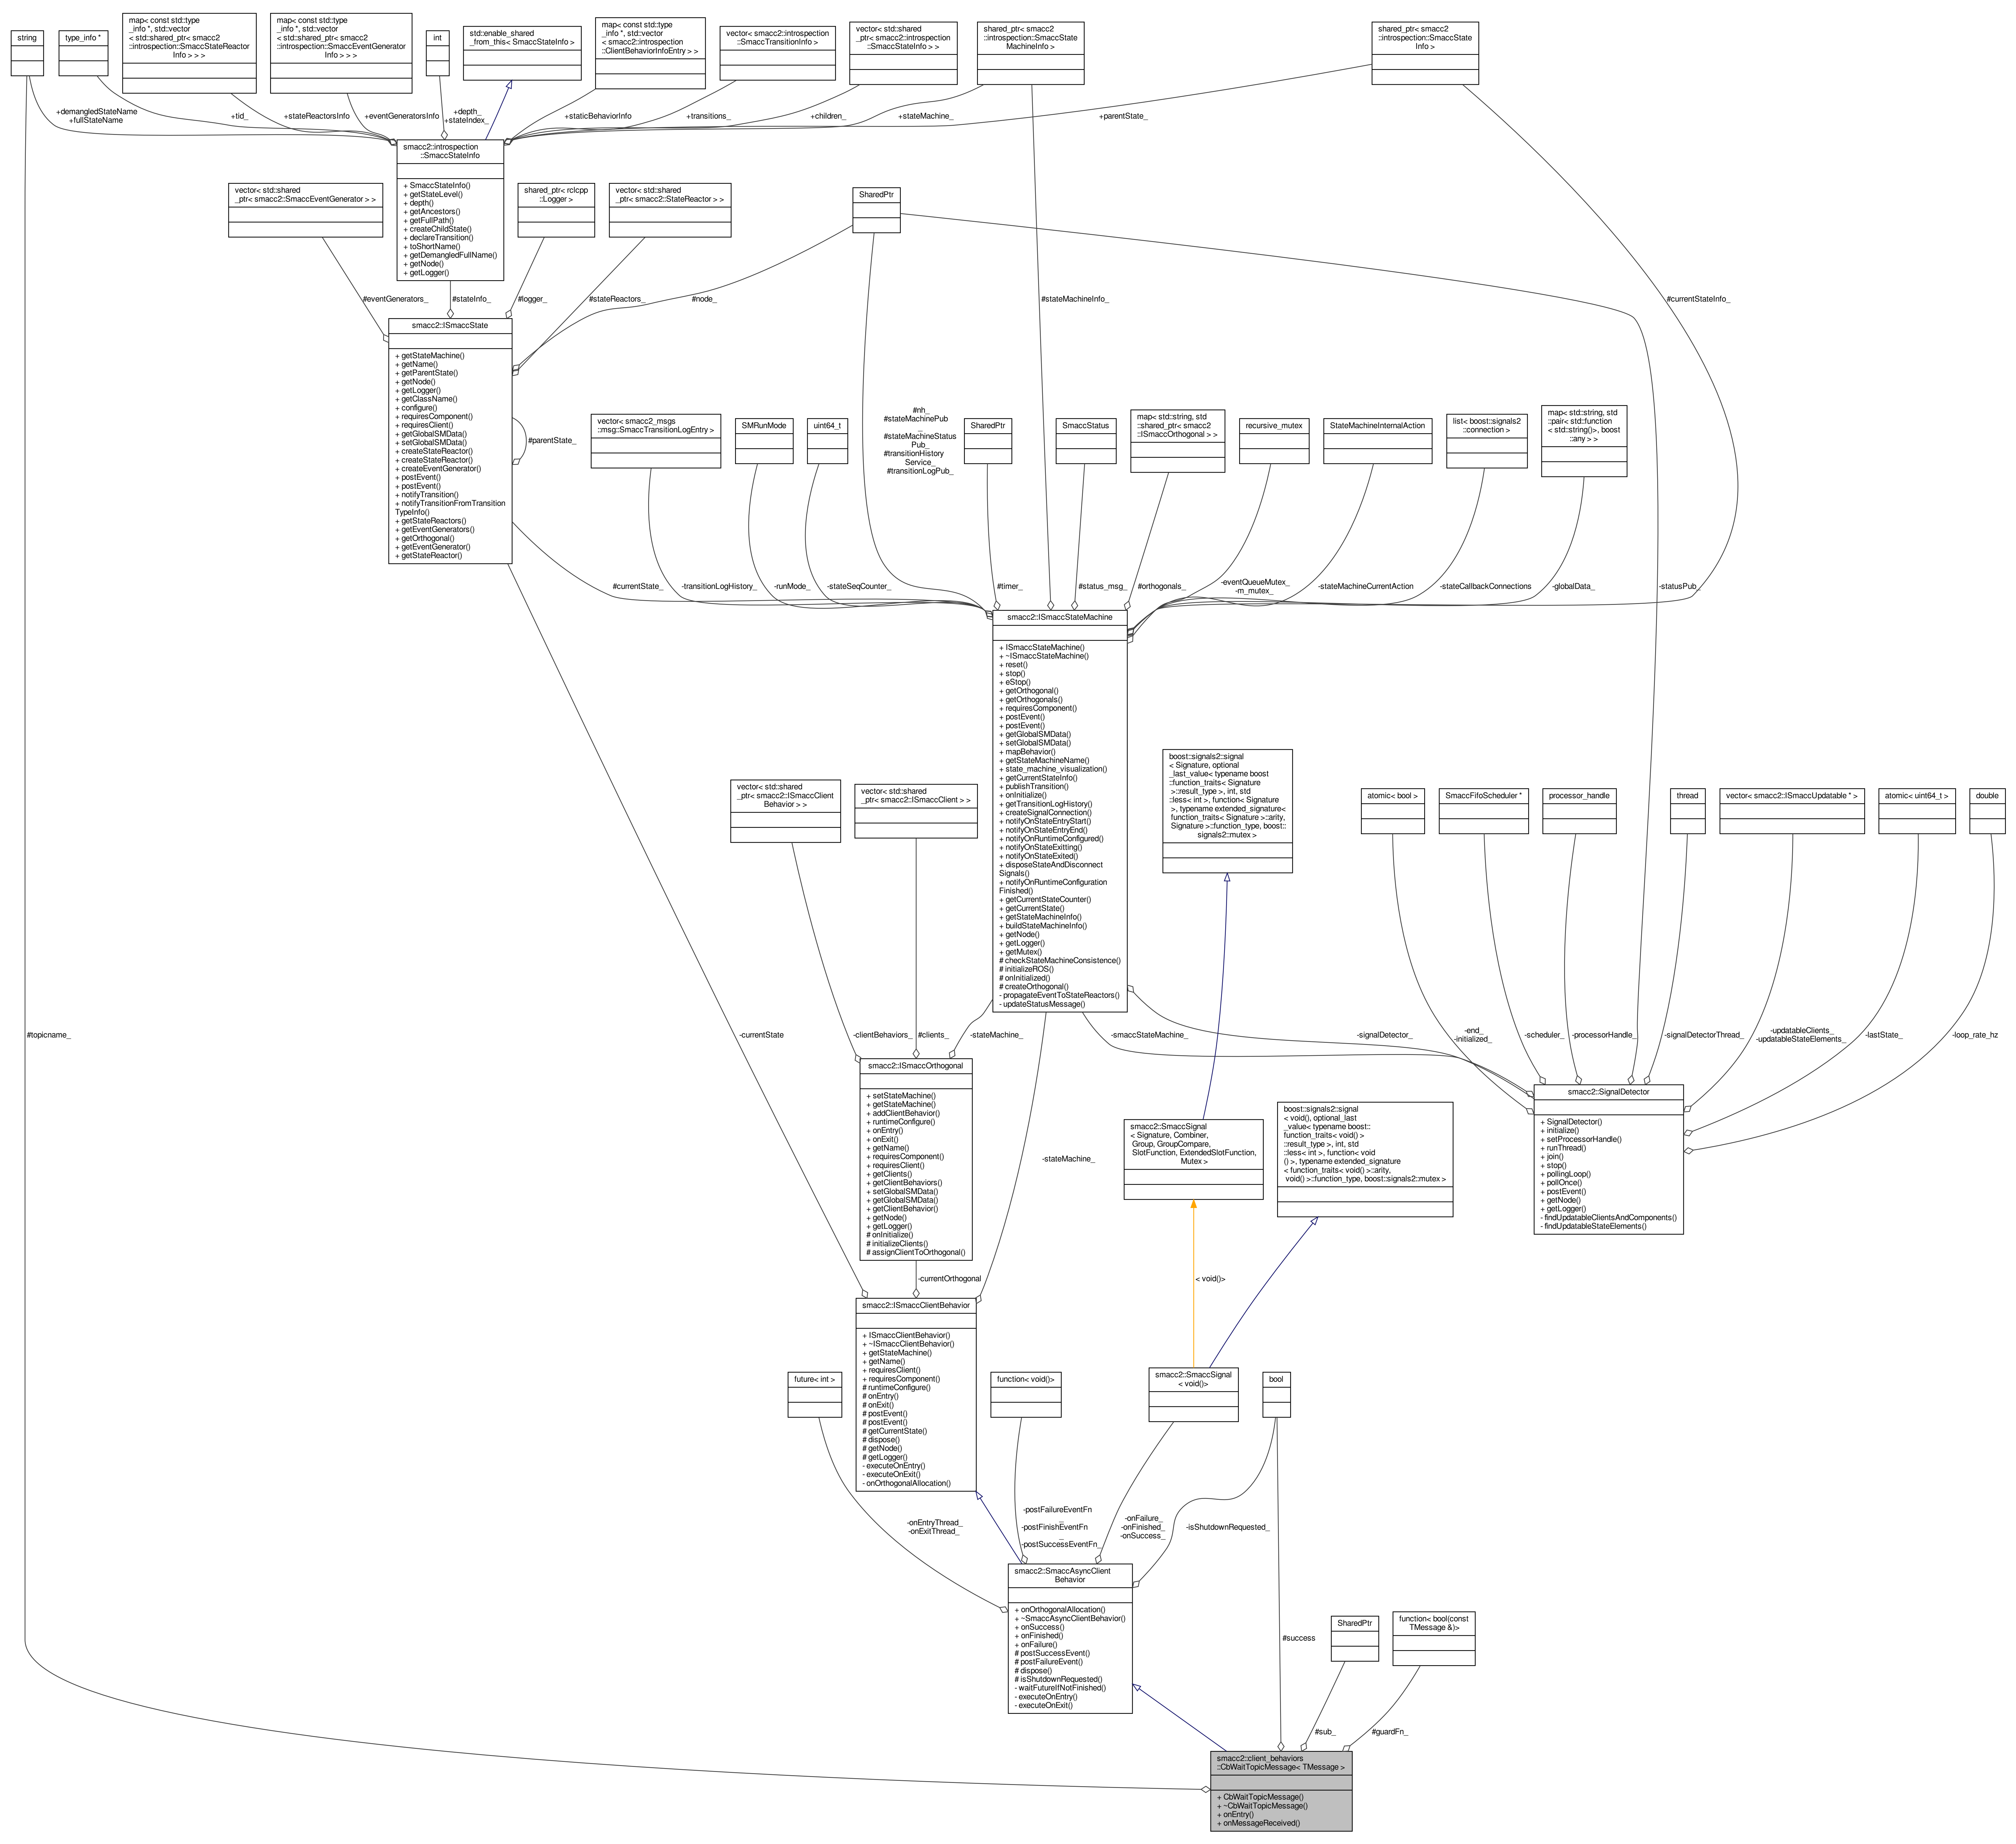 string
type_info *
map< const std::type
_info *, std::vector
< std::shared_ptr< smacc2
::introspection::SmaccStateReactor
Info > > >
map< const std::type
_info *, std::vector
< std::shared_ptr< smacc2
::introspection::SmaccEventGenerator
Info > > >
int
std::enable_shared
_from_this< SmaccStateInfo >
map< const std::type
_info *, std::vector
< smacc2::introspection
::ClientBehaviorInfoEntry > >
vector< smacc2::introspection
::SmaccTransitionInfo >
vector< std::shared
_ptr< smacc2::introspection
::SmaccStateInfo > >
shared_ptr< smacc2
::introspection::SmaccState
MachineInfo >
shared_ptr< smacc2
::introspection::SmaccState
Info >
+demangledStateName
+fullStateName
+tid_
+stateReactorsInfo
+eventGeneratorsInfo
+depth_
+stateIndex_
+staticBehaviorInfo
+transitions_
+children_
+stateMachine_
+parentState_
smacc2::introspection
::SmaccStateInfo
+ SmaccStateInfo()
+ getStateLevel()
+ depth()
+ getAncestors()
+ getFullPath()
+ createChildState()
+ declareTransition()
+ toShortName()
+ getDemangledFullName()
+ getNode()
+ getLogger()
vector< std::shared
_ptr< smacc2::SmaccEventGenerator > >
shared_ptr< rclcpp
::Logger >
vector< std::shared
_ptr< smacc2::StateReactor > >
SharedPtr
#eventGenerators_
#stateInfo_
#logger_
#stateReactors_
#node_
#stateMachineInfo_
#currentStateInfo_
smacc2::ISmaccState
+ getStateMachine()
+ getName()
+ getParentState()
+ getNode()
+ getLogger()
+ getClassName()
+ configure()
+ requiresComponent()
+ requiresClient()
+ getGlobalSMData()
+ setGlobalSMData()
+ createStateReactor()
+ createStateReactor()
+ createEventGenerator()
+ postEvent()
+ postEvent()
+ notifyTransition()
+ notifyTransitionFromTransition
TypeInfo()
+ getStateReactors()
+ getEventGenerators()
+ getOrthogonal()
+ getEventGenerator()
+ getStateReactor()
#parentState_
vector< smacc2_msgs
::msg::SmaccTransitionLogEntry >
SMRunMode
uint64_t
#nh_
#stateMachinePub
_
#stateMachineStatus
Pub_
#transitionHistory
Service_
#transitionLogPub_
SharedPtr
SmaccStatus
map< std::string, std
::shared_ptr< smacc2
::ISmaccOrthogonal > >
recursive_mutex
StateMachineInternalAction
list< boost::signals2
::connection >
map< std::string, std
::pair< std::function
< std::string()>, boost
::any > >
#currentState_
-transitionLogHistory_
-runMode_
-stateSeqCounter_
#timer_
#status_msg_
#orthogonals_
-eventQueueMutex_
-m_mutex_
-stateMachineCurrentAction
-stateCallbackConnections
-globalData_
-statusPub_
smacc2::ISmaccStateMachine
+ ISmaccStateMachine()
+ ~ISmaccStateMachine()
+ reset()
+ stop()
+ eStop()
+ getOrthogonal()
+ getOrthogonals()
+ requiresComponent()
+ postEvent()
+ postEvent()
+ getGlobalSMData()
+ setGlobalSMData()
+ mapBehavior()
+ getStateMachineName()
+ state_machine_visualization()
+ getCurrentStateInfo()
+ publishTransition()
+ onInitialize()
+ getTransitionLogHistory()
+ createSignalConnection()
+ notifyOnStateEntryStart()
+ notifyOnStateEntryEnd()
+ notifyOnRuntimeConfigured()
+ notifyOnStateExitting()
+ notifyOnStateExited()
+ disposeStateAndDisconnect
Signals()
+ notifyOnRuntimeConfiguration
Finished()
+ getCurrentStateCounter()
+ getCurrentState()
+ getStateMachineInfo()
+ buildStateMachineInfo()
+ getNode()
+ getLogger()
+ getMutex()
# checkStateMachineConsistence()
# initializeROS()
# onInitialized()
# createOrthogonal()
- propagateEventToStateReactors()
- updateStatusMessage()
boost::signals2::signal
< Signature, optional
_last_value< typename boost
::function_traits< Signature
>::result_type >, int, std
::less< int >, function< Signature
>, typename extended_signature<
function_traits< Signature >::arity,
Signature >::function_type, boost::
signals2::mutex >
vector< std::shared
_ptr< smacc2::ISmaccClient
Behavior > >
vector< std::shared
_ptr< smacc2::ISmaccClient > >
atomic< bool >
SmaccFifoScheduler *
processor_handle
thread
vector< smacc2::ISmaccUpdatable * >
atomic< uint64_t >
double
#topicname_
-currentState
-clientBehaviors_
#clients_
-stateMachine_
-smaccStateMachine_
-signalDetector_
-end_
-initialized_
-scheduler_
-processorHandle_
-signalDetectorThread_
-updatableClients_
-updatableStateElements_
-lastState_
-loop_rate_hz
smacc2::ISmaccOrthogonal
+ setStateMachine()
+ getStateMachine()
+ addClientBehavior()
+ runtimeConfigure()
+ onEntry()
+ onExit()
+ getName()
+ requiresComponent()
+ requiresClient()
+ getClients()
+ getClientBehaviors()
+ setGlobalSMData()
+ getGlobalSMData()
+ getClientBehavior()
+ getNode()
+ getLogger()
# onInitialize()
# initializeClients()
# assignClientToOrthogonal()
-stateMachine_
smacc2::SmaccSignal
< Signature, Combiner,
Group, GroupCompare,
SlotFunction, ExtendedSlotFunction,
Mutex >
boost::signals2::signal
< void(), optional_last
_value< typename boost::
function_traits< void() >
::result_type >, int, std
::less< int >, function< void
() >, typename extended_signature
< function_traits< void() >::arity,
void() >::function_type, boost::signals2::mutex >
smacc2::SignalDetector
+ SignalDetector()
+ initialize()
+ setProcessorHandle()
+ runThread()
+ join()
+ stop()
+ pollingLoop()
+ pollOnce()
+ postEvent()
+ getNode()
+ getLogger()
- findUpdatableClientsAndComponents()
- findUpdatableStateElements()
-currentOrthogonal
< void()>
smacc2::ISmaccClientBehavior
+ ISmaccClientBehavior()
+ ~ISmaccClientBehavior()
+ getStateMachine()
+ getName()
+ requiresClient()
+ requiresComponent()
# runtimeConfigure()
# onEntry()
# onExit()
# postEvent()
# postEvent()
# getCurrentState()
# dispose()
# getNode()
# getLogger()
- executeOnEntry()
- executeOnExit()
- onOrthogonalAllocation()
future< int >
function< void()>
smacc2::SmaccSignal
< void()>
bool
-onEntryThread_
-onExitThread_
-postFailureEventFn
_
-postFinishEventFn
_
-postSuccessEventFn_
-onFailure_
-onFinished_
-onSuccess_
-isShutdownRequested_
smacc2::SmaccAsyncClient
Behavior
+ onOrthogonalAllocation()
+ ~SmaccAsyncClientBehavior()
+ onSuccess()
+ onFinished()
+ onFailure()
# postSuccessEvent()
# postFailureEvent()
# dispose()
# isShutdownRequested()
- waitFutureIfNotFinished()
- executeOnEntry()
- executeOnExit()
SharedPtr
function< bool(const
TMessage &)>
#success
#sub_
#guardFn_
smacc2::client_behaviors
::CbWaitTopicMessage< TMessage >
+ CbWaitTopicMessage()
+ ~CbWaitTopicMessage()
+ onEntry()
+ onMessageReceived()